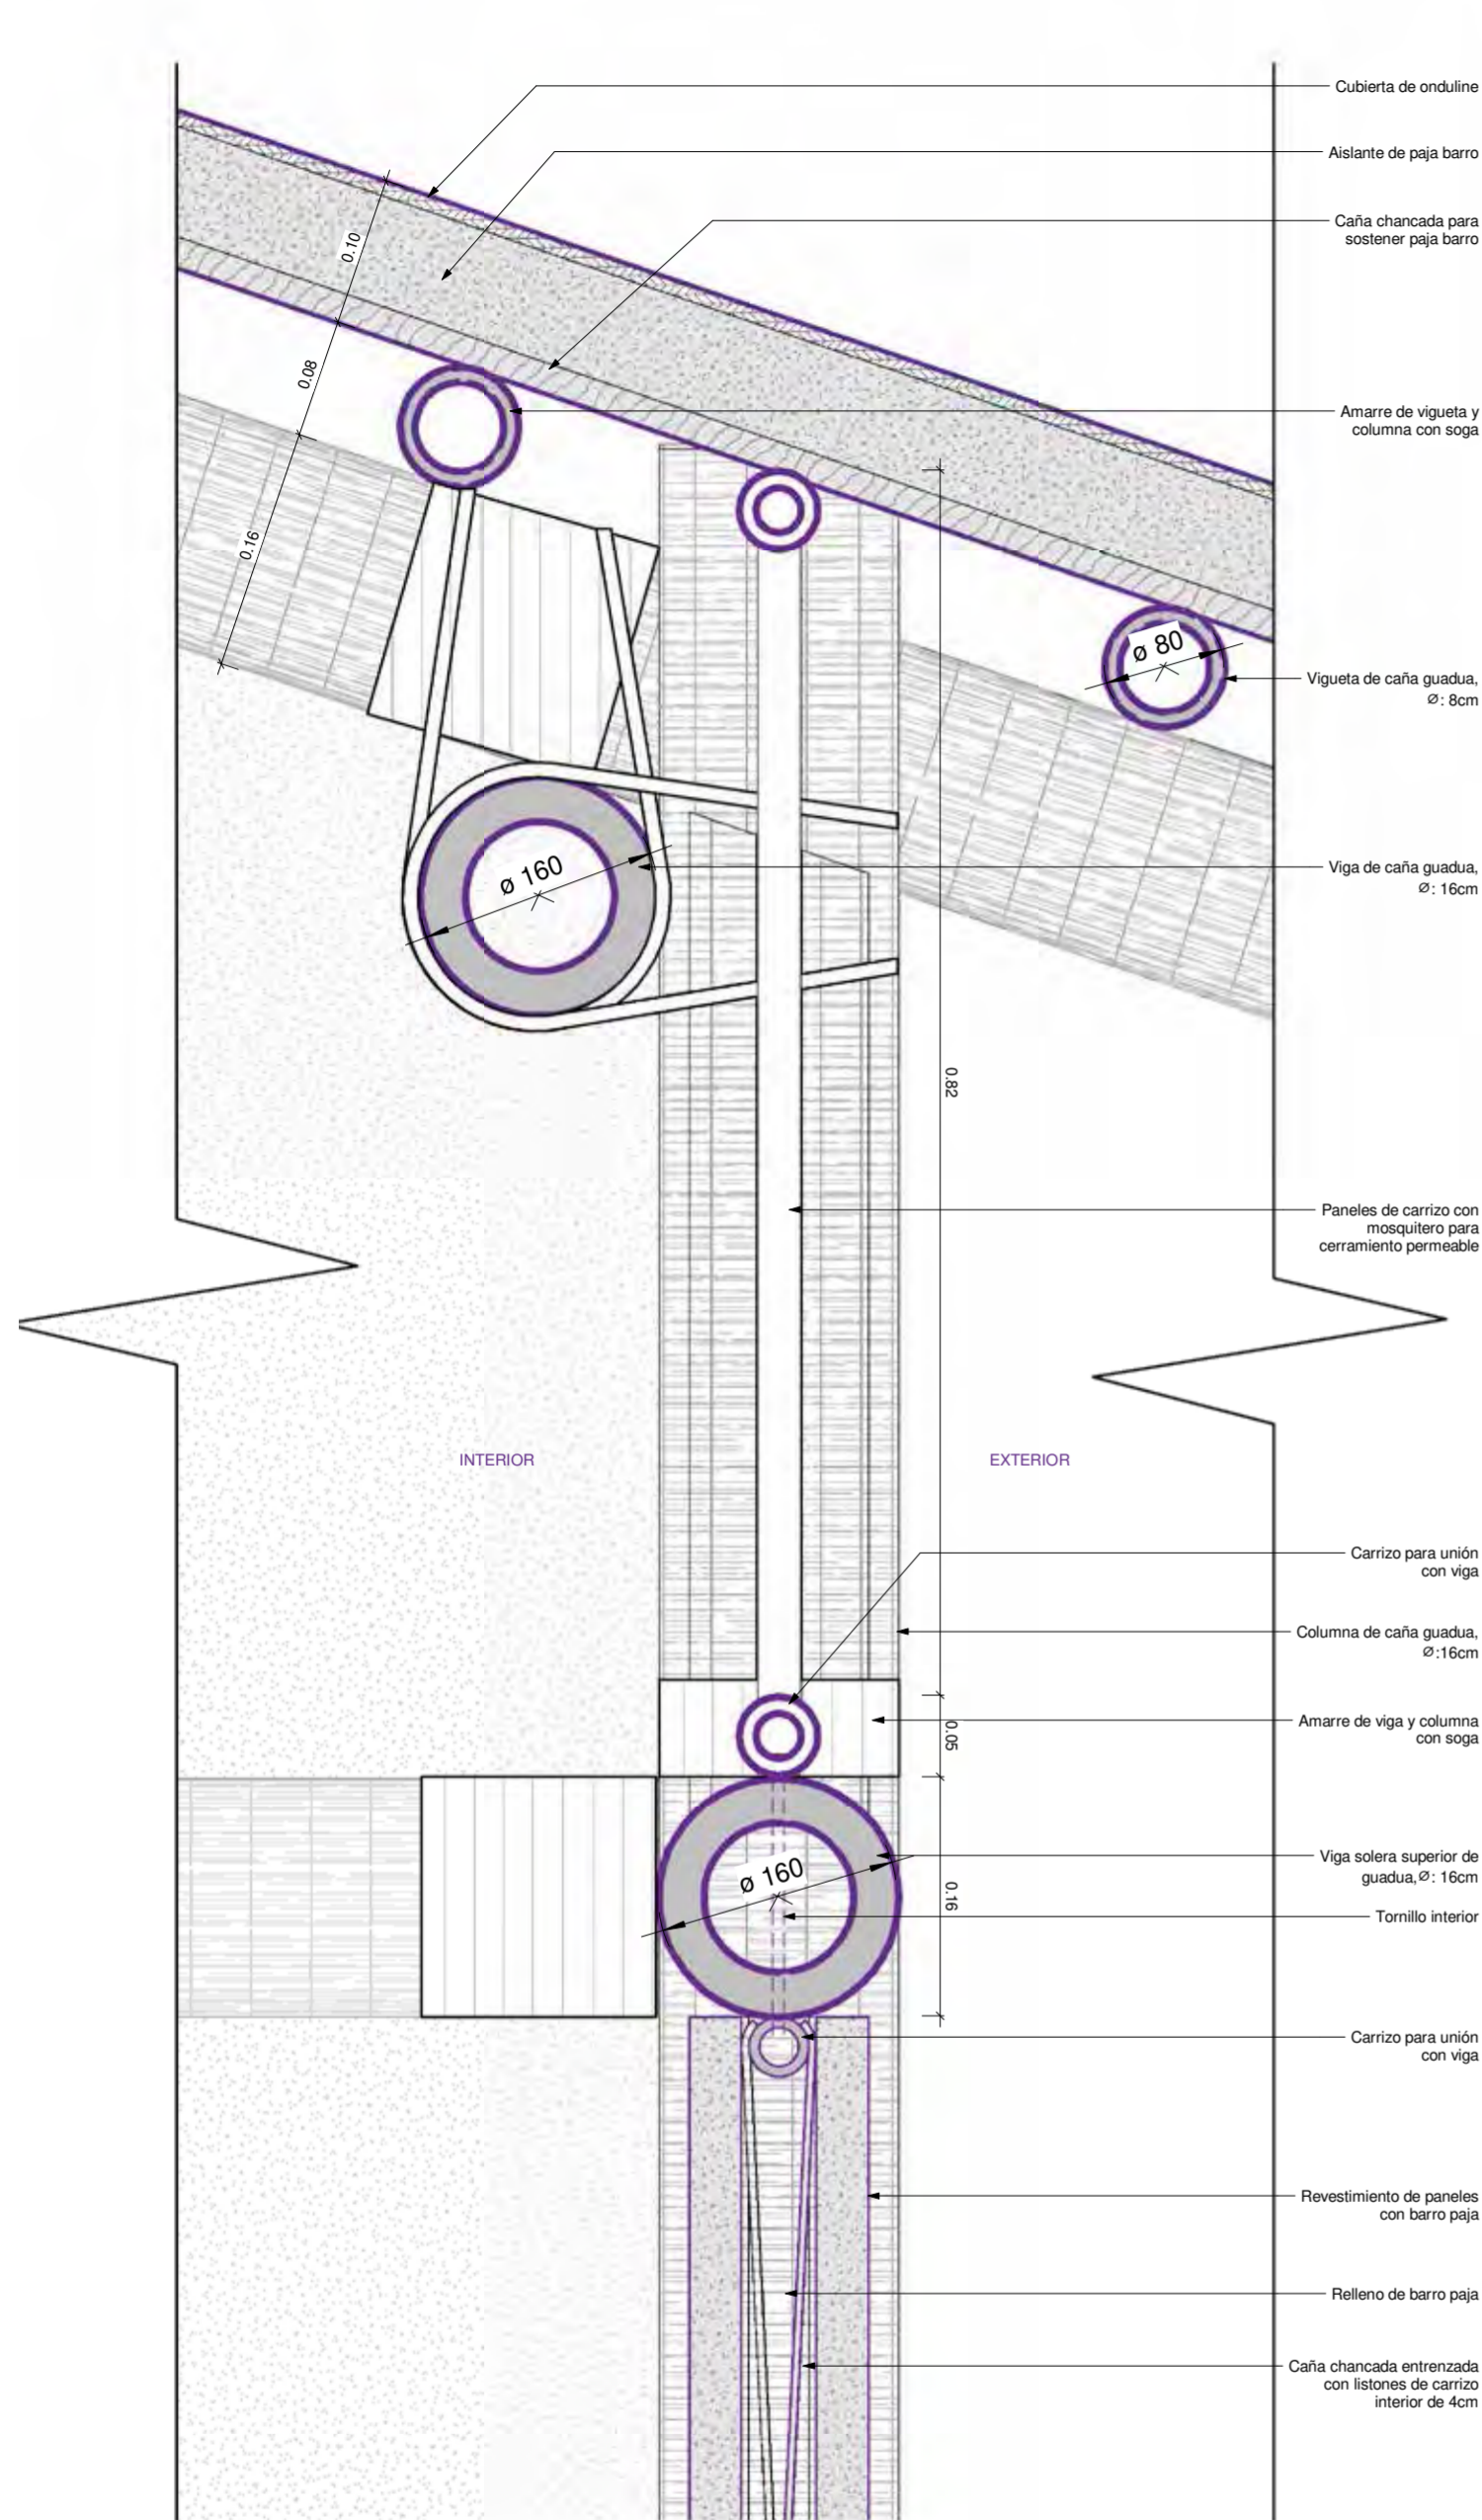 Cubierta de onduline
Aislante de paja barro
Caña chancada para
sostener paja barro
0.10
0.08
0.16
Amarre de vigueta y
columna con soga
ø 80
Vigueta de caña guadua,
Ø: 8cm
ø 160
Viga de caña guadua,
Ø: 16cm
0.82
Paneles de carrizo con
mosquitero para
cerramiento permeable
INTERIOR
EXTERIOR
Carrizo para unión
con viga
Columna de caña guadua,
Ø:16cm
Amarre de viga y columna
con soga
0.05
ø 160
Viga solera superior de
guadua,Ø: 16cm
0.16
Tornillo interior
Carrizo para unión
con viga
Revestimiento de paneles
con barro paja
Relleno de barro paja
Caña chancada entrenzada
con listones de carrizo
interior de 4cm